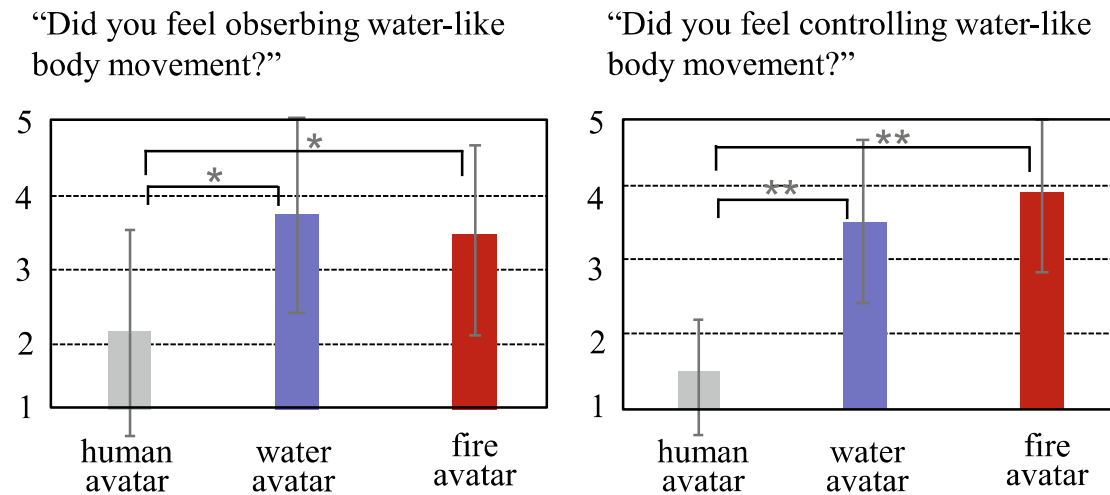 “Did you feel obserbing water-like
body movement?”
5
4
3
2
1
*
*
human
avatar
water
avatar
fire
avatar
“Did you feel controlling water-like
body movement?”
5
4
3
2
1
**
**
human
avatar
water
avatar
fire
avatar